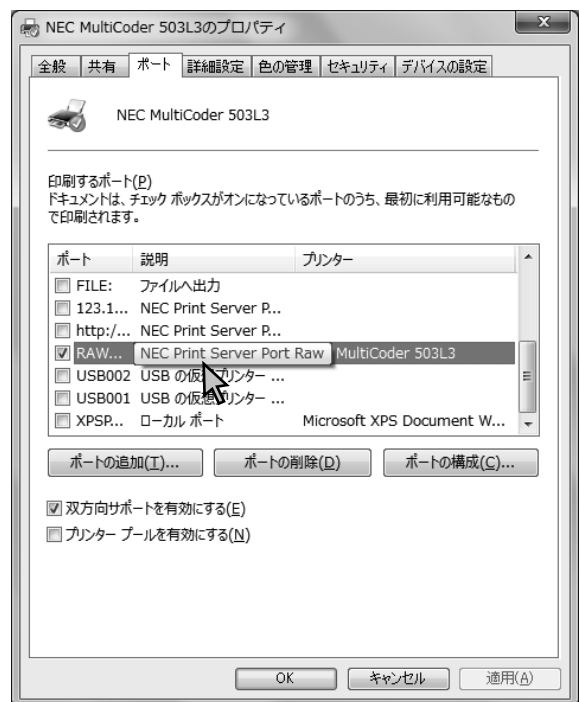 NEC MultiCoder 503L3のプロパティ
全般 共有 ポート 詳細設定 色の管理 セキュリティ デバイスの設定
NEC MultiCoder 503L3
印刷するポート(P)
ドキュメントは、チェック ボックスがオンになっているポートのうち、最初に利用可能なもの
で印刷されます。
ポート 説明 プリンター
FILE: ファイルへ出力
123.1... NEC Print Server P...
http:/... NEC Print Server P...
RAW... NEC Print Server Port Raw MultiCoder 503L3
USB002 USB の仮想プリンター ...
USB001 USB の仮想プリンター ...
XPSP... ローカル ポート Microsoft XPS Document W...
ポートの追加(T)... ポートの削除(D) ポートの構成(C)...
双方向サポートを有効にする(E)
プリンター プールを有効にする(N)
OK キャンセル 適用(A)